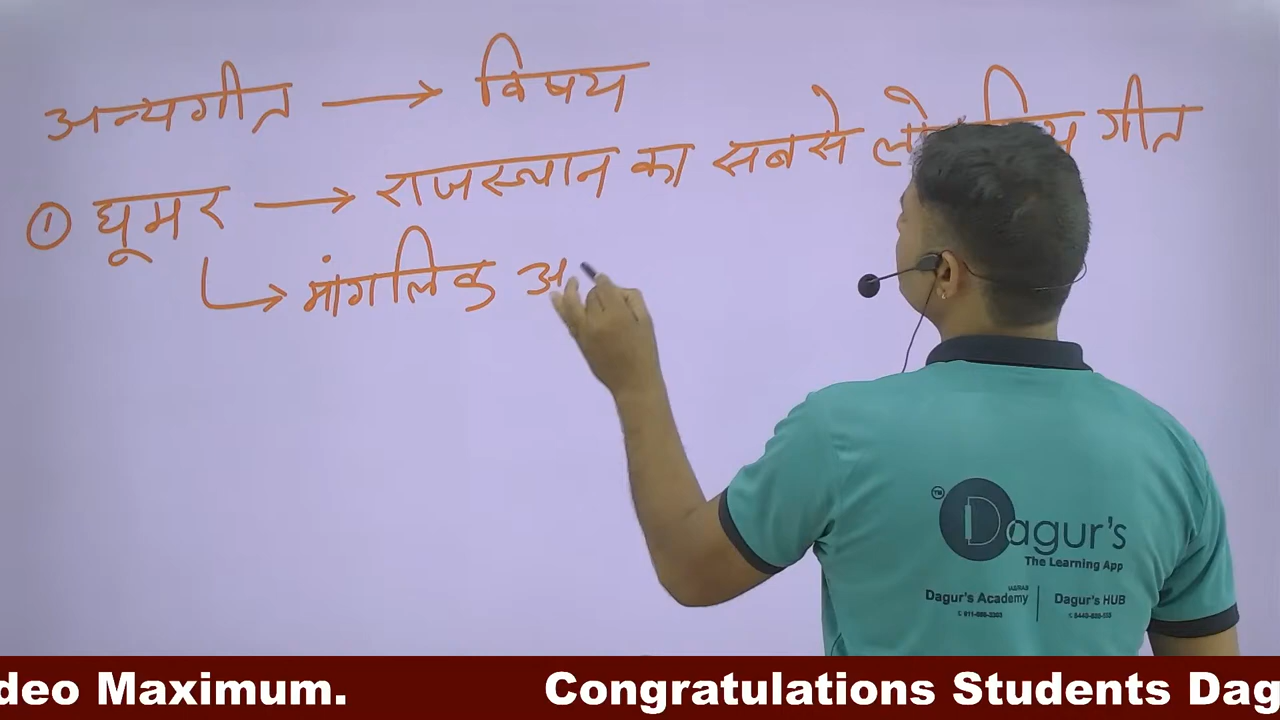 अन्यगीत → विषय
① घूमर → राजस्थान का सबसे गीत
↳ मांगलिक अ
Dagur's
The Learning App
Dagur's Academy
Dagur's HUB
deo Maximum. Congratulations Students Dag